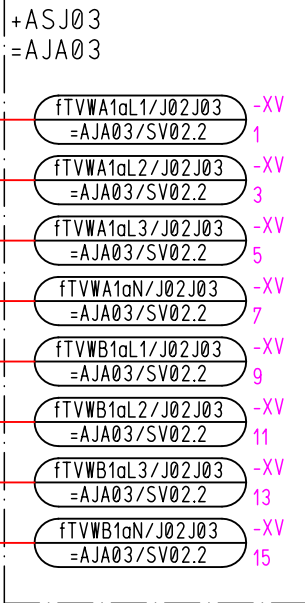 +ASJ03
=AJA03
fTVWA1aL1/J02J03 -XV
=AJA03/SV02.2 1
fTVWA1aL2/J02J03 -XV
=AJA03/SV02.2 3
fTVWA1aL3/J02J03 -XV
=AJA03/SV02.2 5
fTVWA1aN/J02J03 -XV
=AJA03/SV02.2 7
fTVWB1aL1/J02J03 -XV
=AJA03/SV02.2 9
fTVWB1aL2/J02J03 -XV
=AJA03/SV02.2 11
fTVWB1aL3/J02J03 -XV
=AJA03/SV02.2 13
fTVWB1aN/J02J03 -XV
=AJA03/SV02.2 15